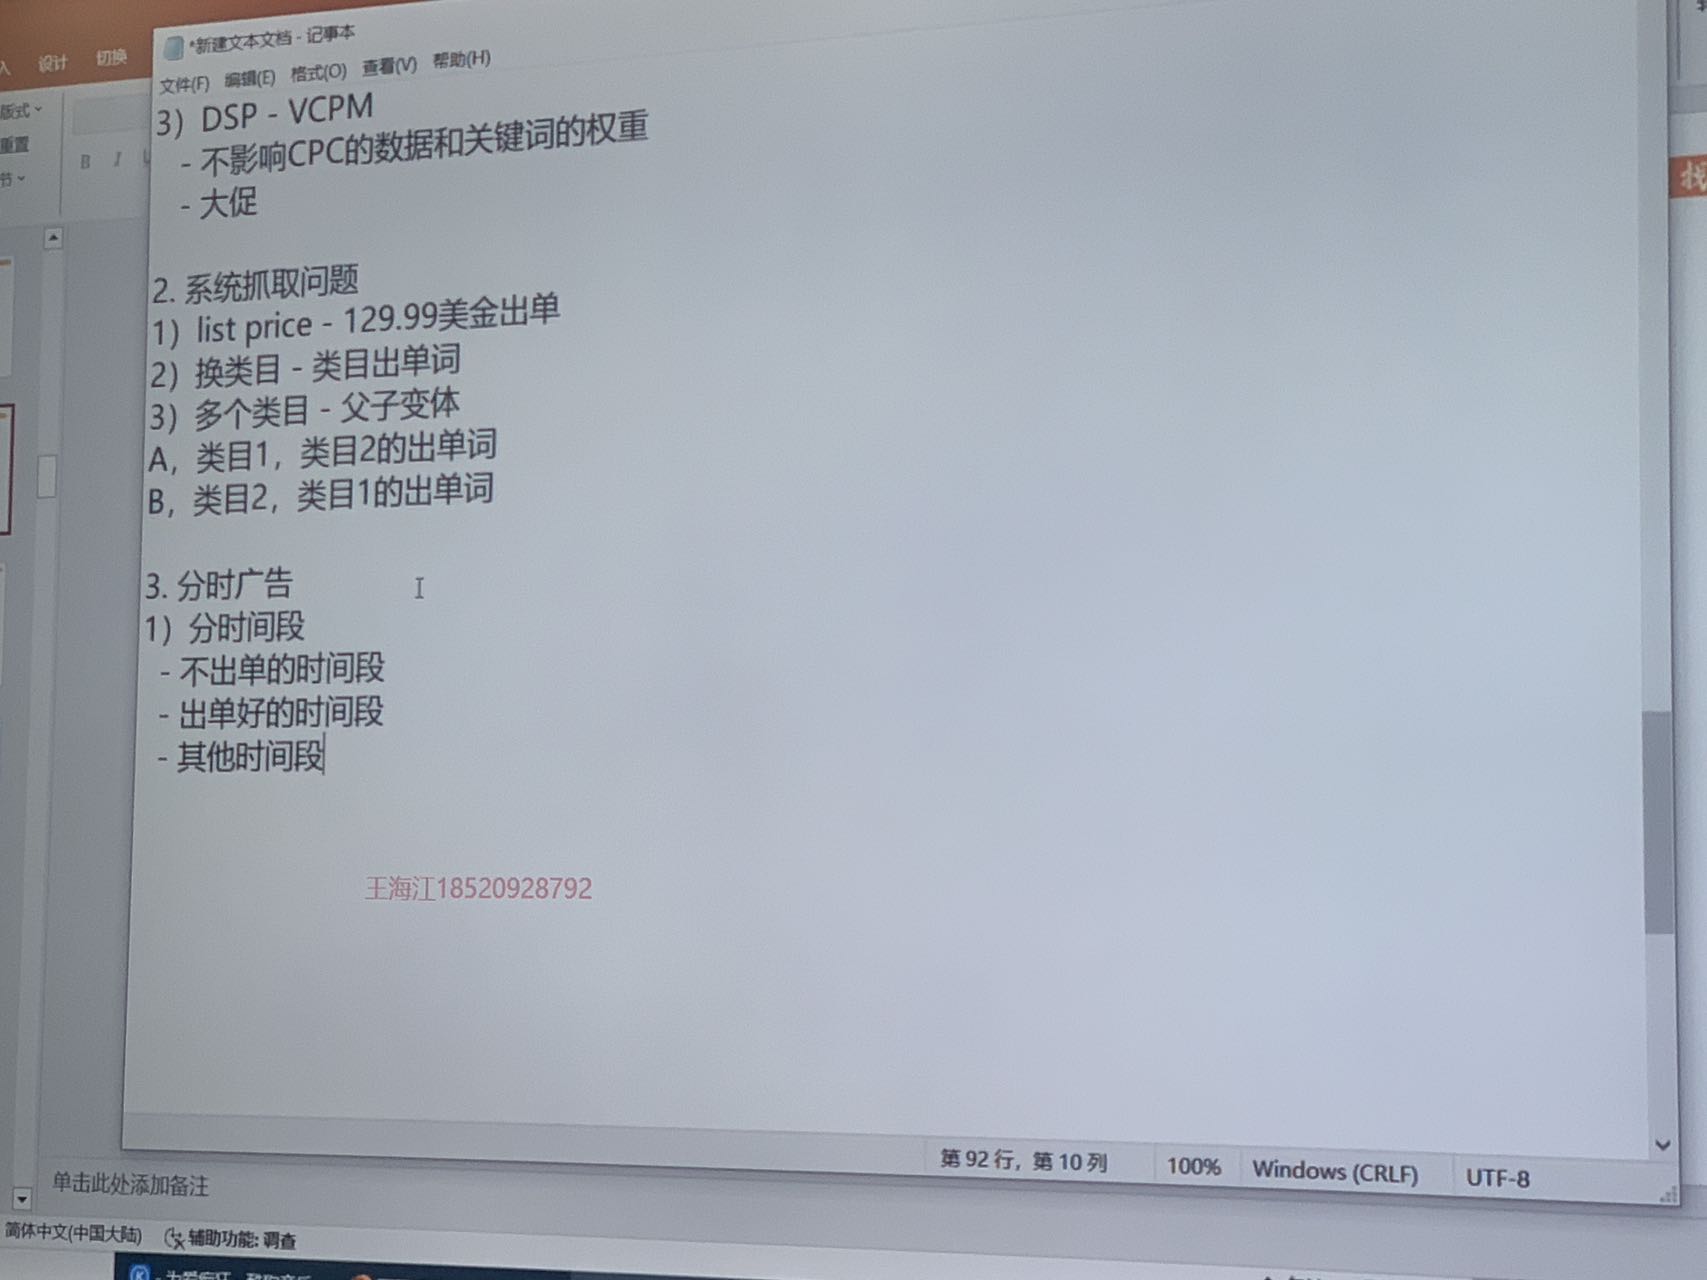 *新建文本文档 - 记事本
设计 切换
文件(F) 编辑(E) 格式(O) 查看(V) 帮助(H)
版式
重置
节
B I
3）DSP - VCPM
- 不影响CPC的数据和关键词的权重
- 大促
2. 系统抓取问题
1）list price - 129.99美金出单
2）换类目 - 类目出单词
3）多个类目 - 父子变体
A，类目1，类目2的出单词
B，类目2，类目1的出单词
3. 分时广告
1）分时间段
- 不出单的时间段
- 出单好的时间段
- 其他时间段
王海江18520928792
第 92 行，第 10 列 100% Windows (CRLF) UTF-8
单击此处添加备注
简体中文(中国大陆) 辅助功能: 调查